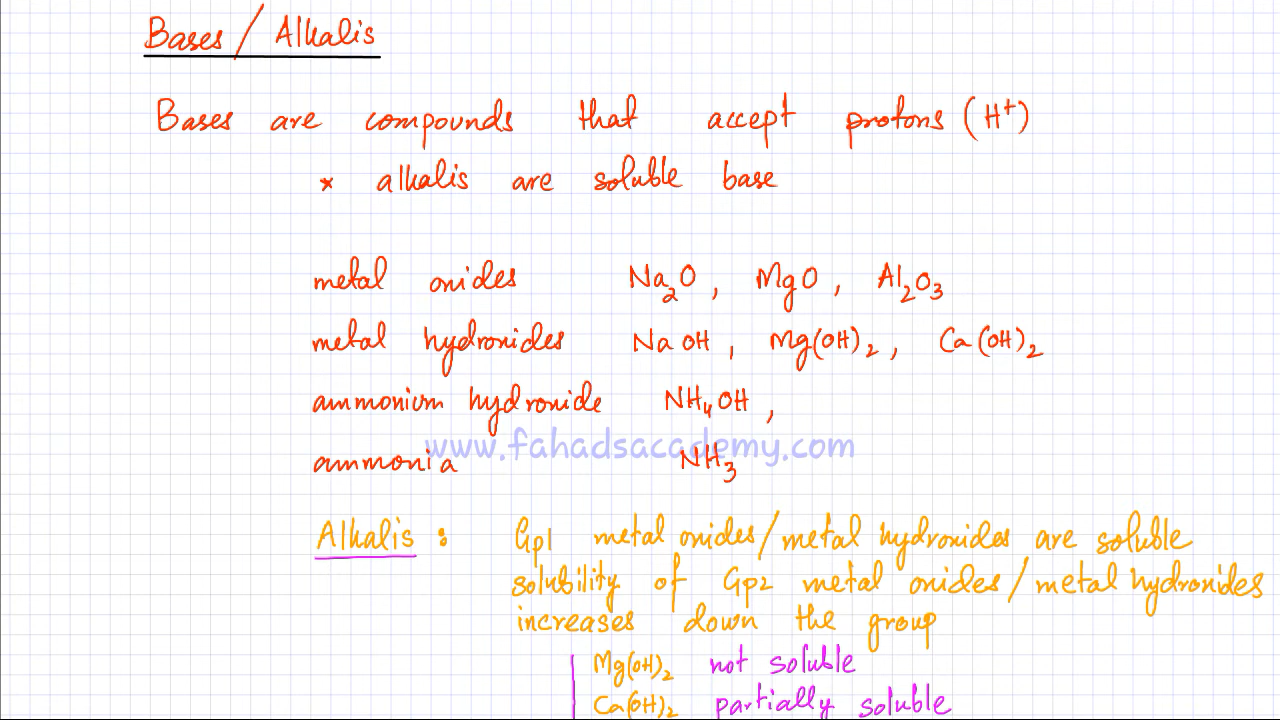 Bases / Alkalis
Bases are compounds that accept protons (H⁺)
* alkalis are soluble base
metal oxides Na₂O , MgO , Al₂O₃
metal hydroxides NaOH , Mg(OH)₂ , Ca(OH)₂
ammonium hydroxide NH₄OH ,
www.fahadsacademy.com
ammonia NH₃
Alkalis : Gp1 metal oxides/metal hydroxides are soluble
solubility of Gp2 metal oxides/metal hydroxides
increases down the group
Mg(OH)₂ not soluble
Ca(OH)₂ partially soluble